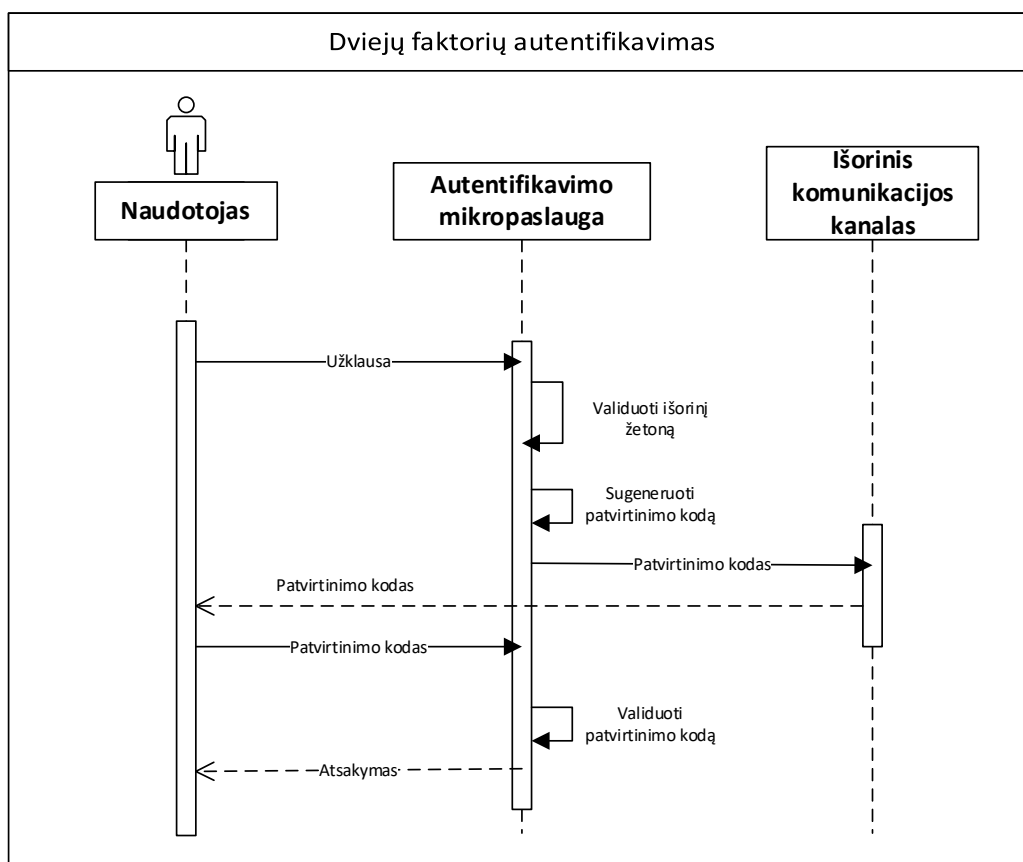 Dviejų faktorių autentifikavimas
Naudotojas
Autentifikavimo
mikropaslauga
Išorinis
komunikacijos
kanalas
Užklausa
Validuoti išorinį
žetoną
Sugeneruoti
patvirtinimo kodą
Patvirtinimo kodas
Patvirtinimo kodas
Patvirtinimo kodas
Validuoti
patvirtinimo kodą
Atsakymas